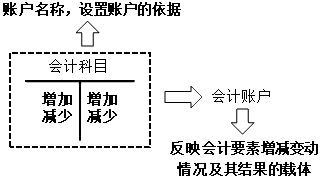 账户名称，设置账户的依据
会计科目
增加 增加
减少 减少
会计账户
反映会计要素增减变动
情况及其结果的载体